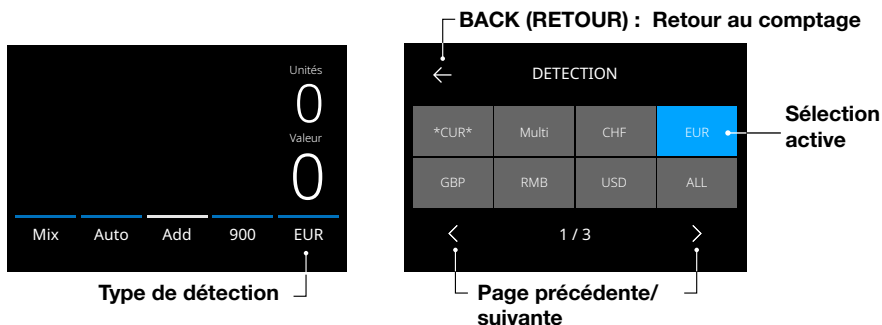 BACK (RETOUR) : Retour au comptage
Unités
0
Valeur
0
Mix Auto Add 900 EUR
Type de détection
DETECTION
*CUR* Multi CHF EUR
GBP RMB USD ALL
1 / 3
Sélection
active
Page précédente/
suivante